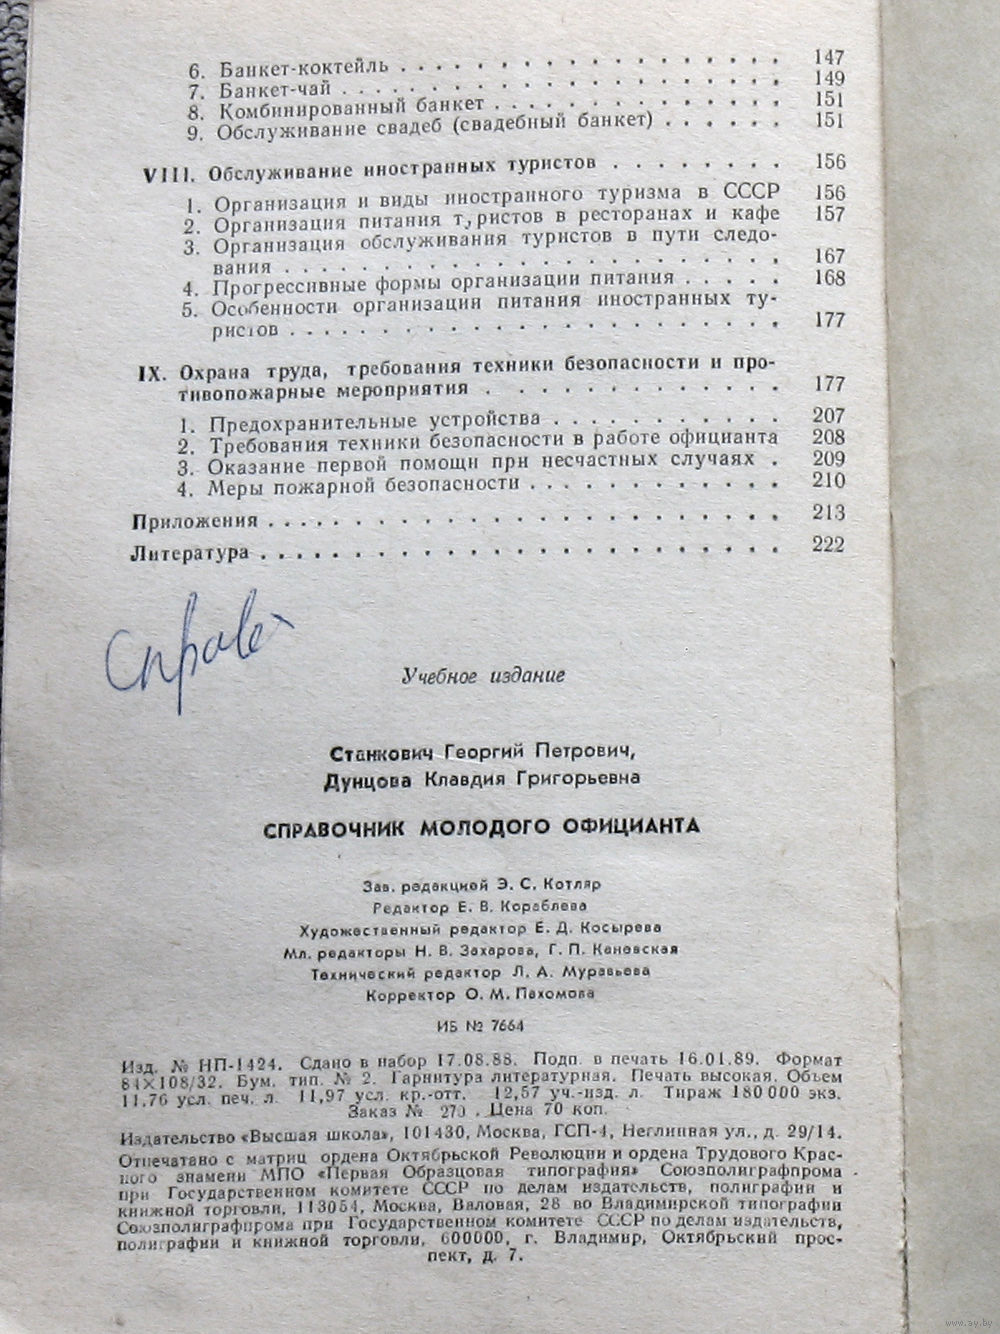 6. Банкет-коктейль . . . . . . . . . . . . . . . . . 147
7. Банкет-чай . . . . . . . . . . . . . . . . . . . 149
8. Комбинированный банкет . . . . . . . . . . . . . 151
9. Обслуживание свадеб (свадебный банкет) . . . . . . 151
VIII. Обслуживание иностранных туристов . . . . . . . . 156
1. Организация и виды иностранного туризма в СССР 156
2. Организация питания туристов в ресторанах и кафе 157
3. Организация обслуживания туристов в пути следо-
вания . . . . . . . . . . . . . . . . . . . . . . 167
4. Прогрессивные формы организации питания . . . . . 168
5. Особенности организации питания иностранных ту-
ристов . . . . . . . . . . . . . . . . . . . . . 177
IX. Охрана труда, требования техники безопасности и про-
тивопожарные мероприятия . . . . . . . . . . . . . 177
1. Предохранительные устройства . . . . . . . . . . . 207
2. Требования техники безопасности в работе официанта 208
3. Оказание первой помощи при несчастных случаях . 209
4. Меры пожарной безопасности . . . . . . . . . . . 210
Приложения . . . . . . . . . . . . . . . . . . . . . . 213
Литература . . . . . . . . . . . . . . . . . . . . . . 222
Учебное издание
Станкович Георгий Петрович,
Дунцова Клавдия Григорьевна
СПРАВОЧНИК МОЛОДОГО ОФИЦИАНТА
Зав. редакцией Э. С. Котляр
Редактор Е. В. Кораблева
Художественный редактор Е. Д. Косырева
Мл. редакторы Н. В. Захарова, Г. П. Каневская
Технический редактор Л. А. Муравьева
Корректор О. М. Пахомова
ИБ № 7664
Изд. № НП-1424. Сдано в набор 17.08.88. Подп. в печать 16.01.89. Формат
84×108/32. Бум. тип. № 2. Гарнитура литературная. Печать высокая. Объем
11,76 усл. печ. л. 11,97 усл. кр.-отт. 12,57 уч.-изд. л. Тираж 180 000 экз.
Заказ № Цена 70 коп.
Издательство «Высшая школа», 101430, Москва, ГСП-4, Неглинная ул., д. 29/14.
Отпечатано с матриц ордена Октябрьской Революции и ордена Трудового Крас-
ного знамени МПО «Первая Образцовая типография» Союзполиграфпрома
при Государственном комитете СССР по делам издательств, полиграфии и
книжной торговли, 113054, Москва, Валовая, 28 во Владимирской типографии
Союзполиграфпрома при Государственном комитете СССР по делам издательств,
полиграфии и книжной торговли, 600000, г. Владимир, Октябрьский прос-
пект, д. 7.
www.ay.by